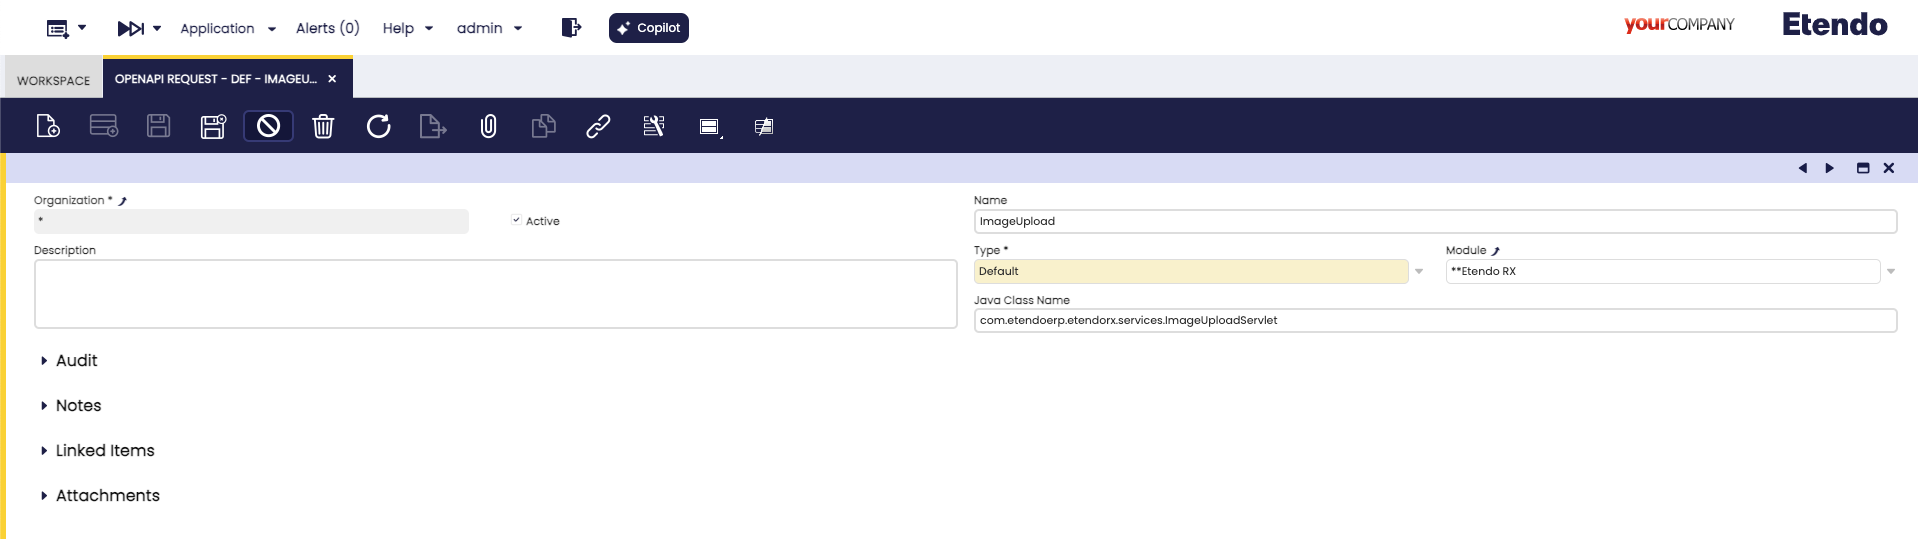 Application Alerts (0) Help admin Copilot yourCOMPANY Etendo
WORKSPACE OPENAPI REQUEST - DEF - IMAGEU...
Organization *
*
Active
Name
ImageUpload
Description
Type *
Default
Module
**Etendo RX
Java Class Name
com.etendoerp.etendorx.services.ImageUploadServlet
Audit
Notes
Linked Items
Attachments